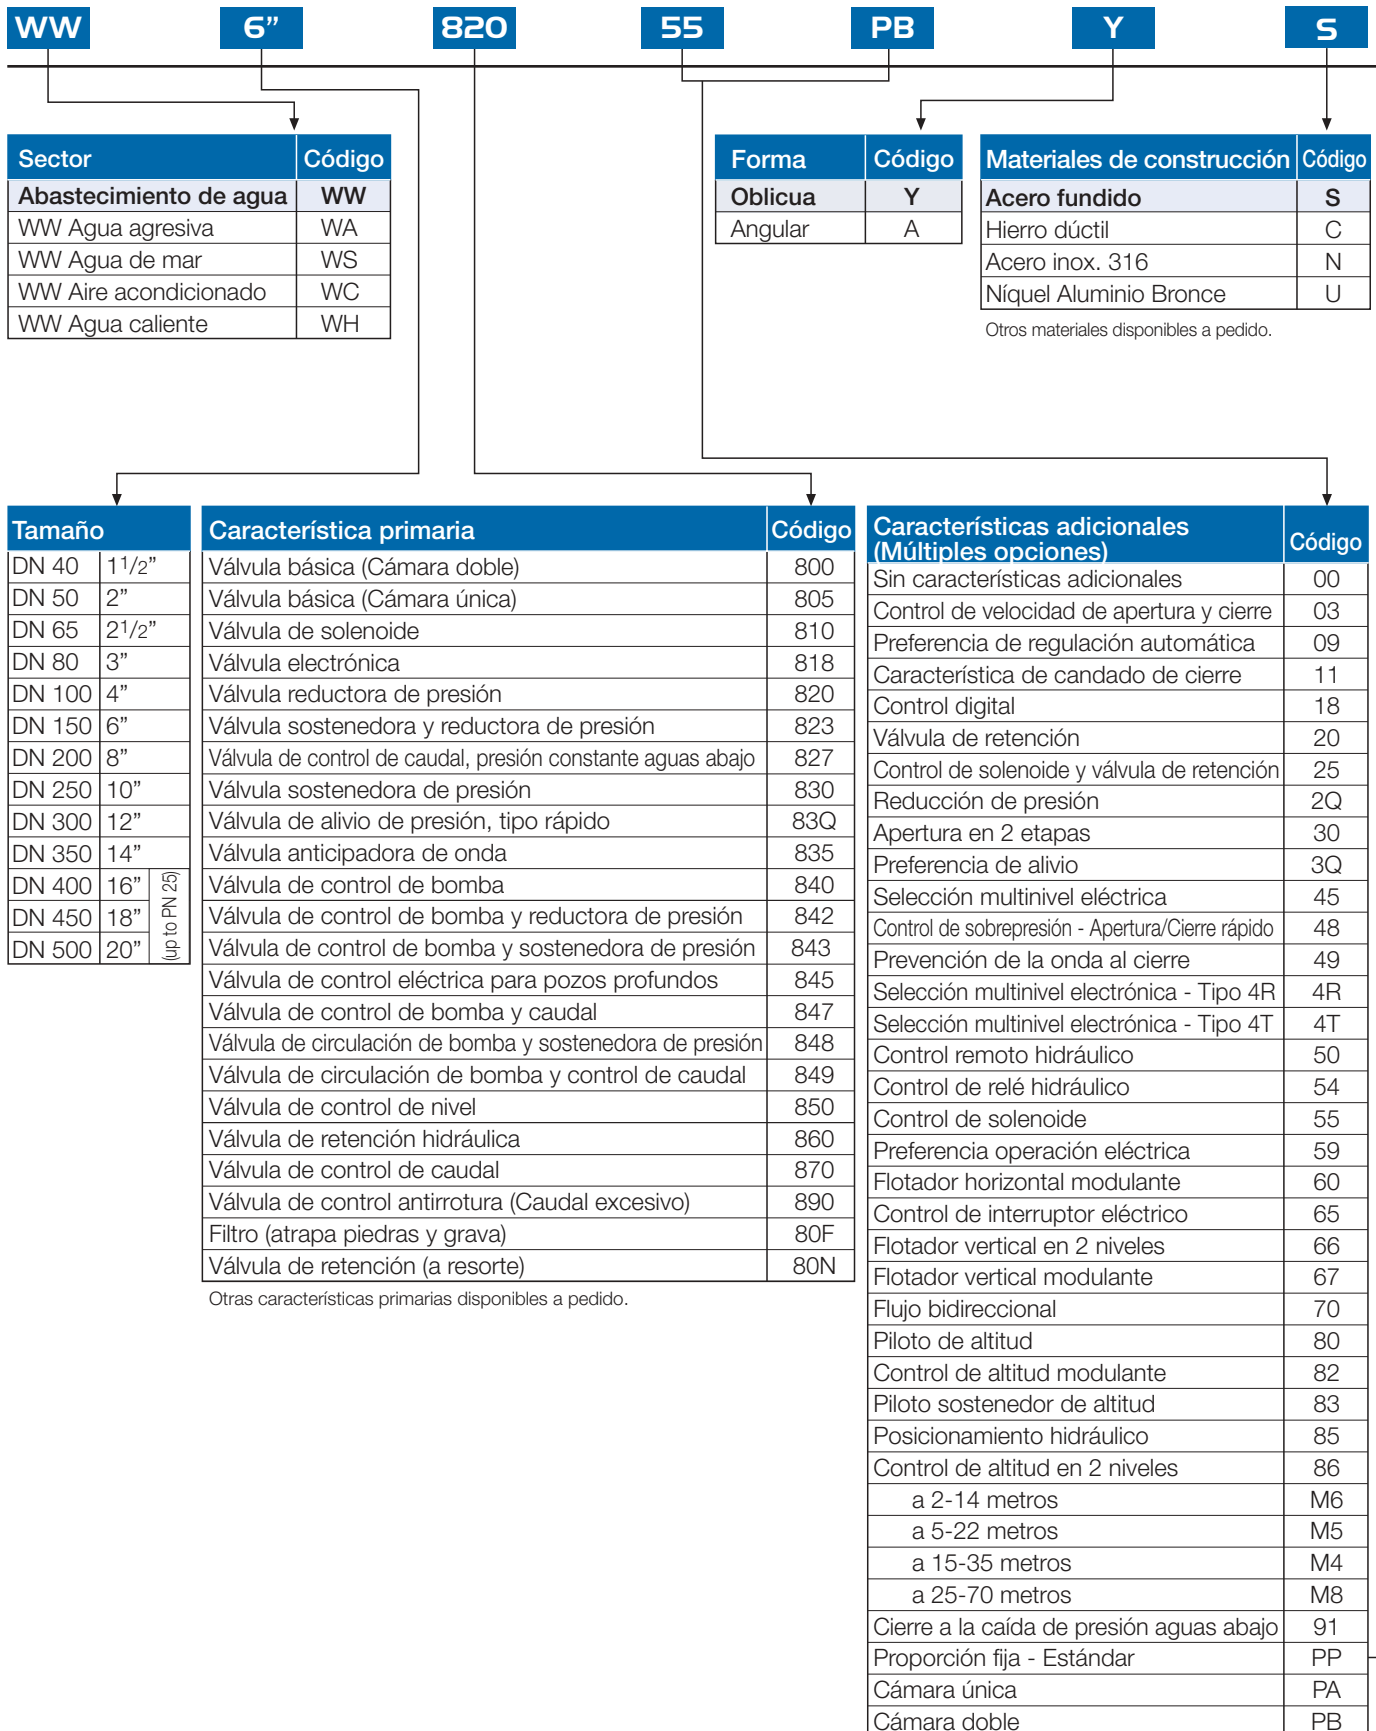 WW 6” 820 55 PB Y S
Sector Código
Abastecimiento de agua WW
WW Agua agresiva WA
WW Agua de mar WS
WW Aire acondicionado WC
WW Agua caliente WH
Forma Código
Oblicua Y
Angular A
Materiales de construcción Código
Acero fundido S
Hierro dúctil C
Acero inox. 316 N
Níquel Aluminio Bronce U
Otros materiales disponibles a pedido.
Tamaño
DN 40 11/2”
DN 50 2”
DN 65 21/2”
DN 80 3”
DN 100 4”
DN 150 6”
DN 200 8”
DN 250 10”
DN 300 12”
DN 350 14”
DN 400 16”
DN 450 18”
DN 500 20”
(up to PN 25)
Característica primaria Código
Válvula básica (Cámara doble) 800
Válvula básica (Cámara única) 805
Válvula de solenoide 810
Válvula electrónica 818
Válvula reductora de presión 820
Válvula sostenedora y reductora de presión 823
Válvula de control de caudal, presión constante aguas abajo 827
Válvula sostenedora de presión 830
Válvula de alivio de presión, tipo rápido 83Q
Válvula anticipadora de onda 835
Válvula de control de bomba 840
Válvula de control de bomba y reductora de presión 842
Válvula de control de bomba y sostenedora de presión 843
Válvula de control eléctrica para pozos profundos 845
Válvula de control de bomba y caudal 847
Válvula de circulación de bomba y sostenedora de presión 848
Válvula de circulación de bomba y control de caudal 849
Válvula de control de nivel 850
Válvula de retención hidráulica 860
Válvula de control de caudal 870
Válvula de control antirrotura (Caudal excesivo) 890
Filtro (atrapa piedras y grava) 80F
Válvula de retención (a resorte) 80N
Otras características primarias disponibles a pedido.
Características adicionales
(Múltiples opciones) Código
Sin características adicionales 00
Control de velocidad de apertura y cierre 03
Preferencia de regulación automática 09
Característica de candado de cierre 11
Control digital 18
Válvula de retención 20
Control de solenoide y válvula de retención 25
Reducción de presión 2Q
Apertura en 2 etapas 30
Preferencia de alivio 3Q
Selección multinivel eléctrica 45
Control de sobrepresión - Apertura/Cierre rápido 48
Prevención de la onda al cierre 49
Selección multinivel electrónica - Tipo 4R 4R
Selección multinivel electrónica - Tipo 4T 4T
Control remoto hidráulico 50
Control de relé hidráulico 54
Control de solenoide 55
Preferencia operación eléctrica 59
Flotador horizontal modulante 60
Control de interruptor eléctrico 65
Flotador vertical en 2 niveles 66
Flotador vertical modulante 67
Flujo bidireccional 70
Piloto de altitud 80
Control de altitud modulante 82
Piloto sostenedor de altitud 83
Posicionamiento hidráulico 85
Control de altitud en 2 niveles 86
a 2-14 metros M6
a 5-22 metros M5
a 15-35 metros M4
a 25-70 metros M8
Cierre a la caída de presión aguas abajo 91
Proporción fija - Estándar PP
Cámara única PA
Cámara doble PB